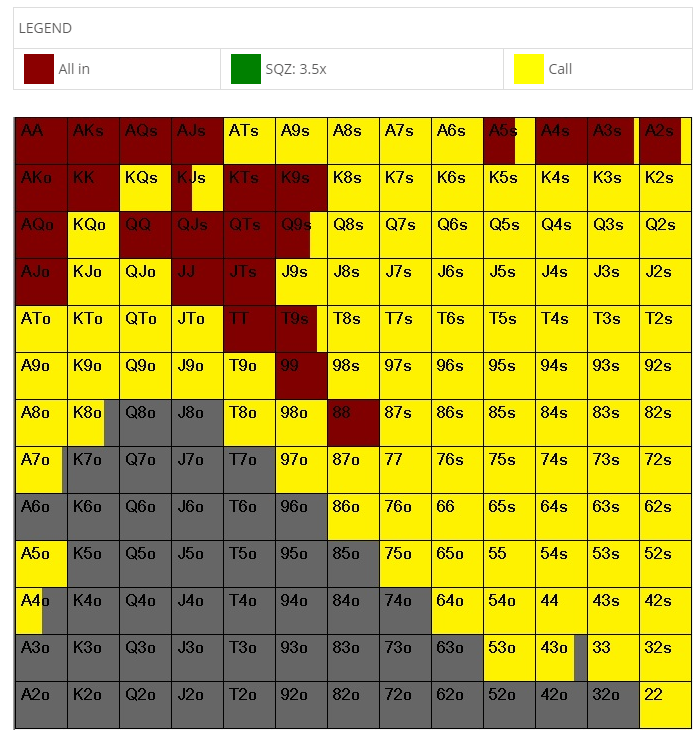 LEGEND
All in SQZ: 3.5x Call
AA AKs AQs AJs ATs A9s A8s A7s A6s A5s A4s A3s A2s
AKo KK KQs KJs KTs K9s K8s K7s K6s K5s K4s K3s K2s
AQo KQo QQ QJs QTs Q9s Q8s Q7s Q6s Q5s Q4s Q3s Q2s
AJo KJo QJo JJ JTs J9s J8s J7s J6s J5s J4s J3s J2s
ATo KTo QTo JTo TT T9s T8s T7s T6s T5s T4s T3s T2s
A9o K9o Q9o J9o T9o 99 98s 97s 96s 95s 94s 93s 92s
A8o K8o Q8o J8o T8o 98o 88 87s 86s 85s 84s 83s 82s
A7o K7o Q7o J7o T7o 97o 87o 77 76s 75s 74s 73s 72s
A6o K6o Q6o J6o T6o 96o 86o 76o 66 65s 64s 63s 62s
A5o K5o Q5o J5o T5o 95o 85o 75o 65o 55 54s 53s 52s
A4o K4o Q4o J4o T4o 94o 84o 74o 64o 54o 44 43s 42s
A3o K3o Q3o J3o T3o 93o 83o 73o 63o 53o 43o 33 32s
A2o K2o Q2o J2o T2o 92o 82o 72o 62o 52o 42o 32o 22